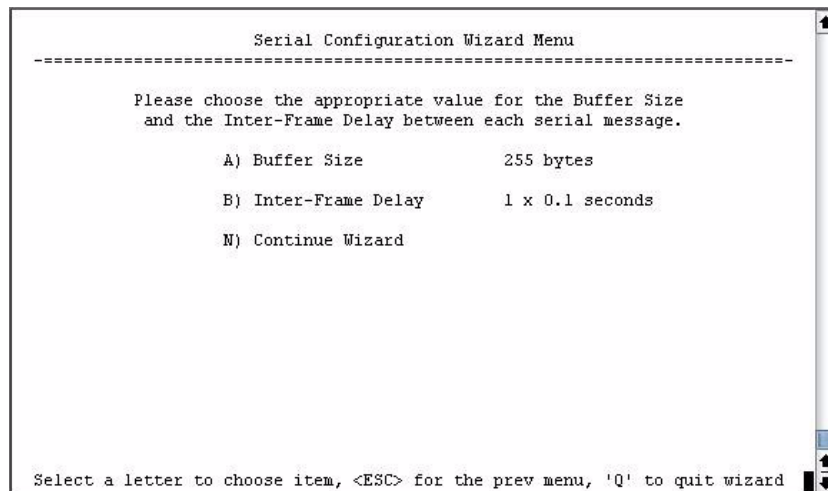 Serial Configuration Wizard Menu
-==========================================================================-
Please choose the appropriate value for the Buffer Size
and the Inter-Frame Delay between each serial message.
A) Buffer Size 255 bytes
B) Inter-Frame Delay 1 x 0.1 seconds
N) Continue Wizard
Select a letter to choose item, <ESC> for the prev menu, 'Q' to quit wizard